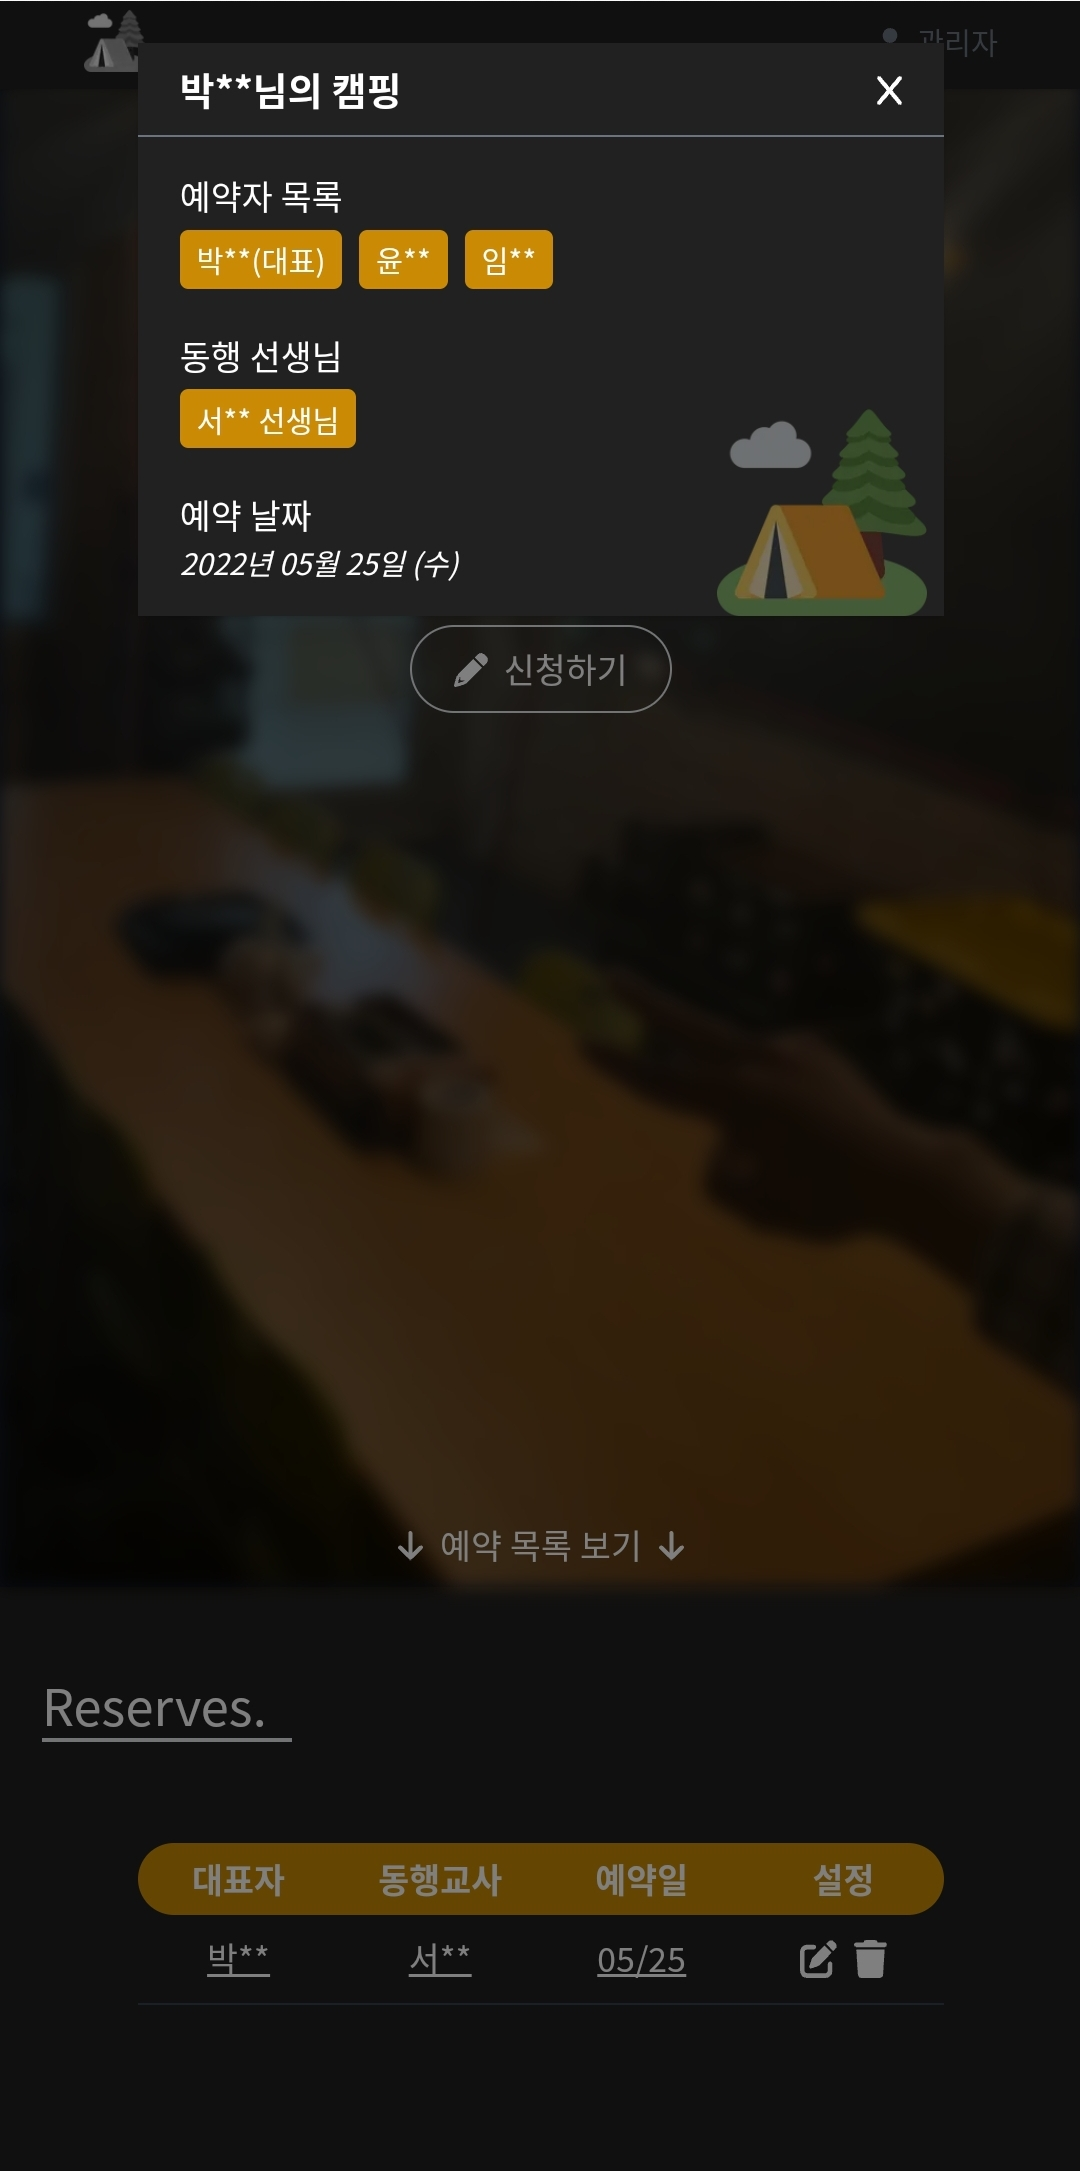 관리자
박**님의 캠핑
예약자 목록
박**(대표) 윤** 임**
동행 선생님
서** 선생님
예약 날짜
2022년 05월 25일 (수)
신청하기
예약 목록 보기
Reserves.
대표자 동행교사 예약일 설정
박** 서** 05/25